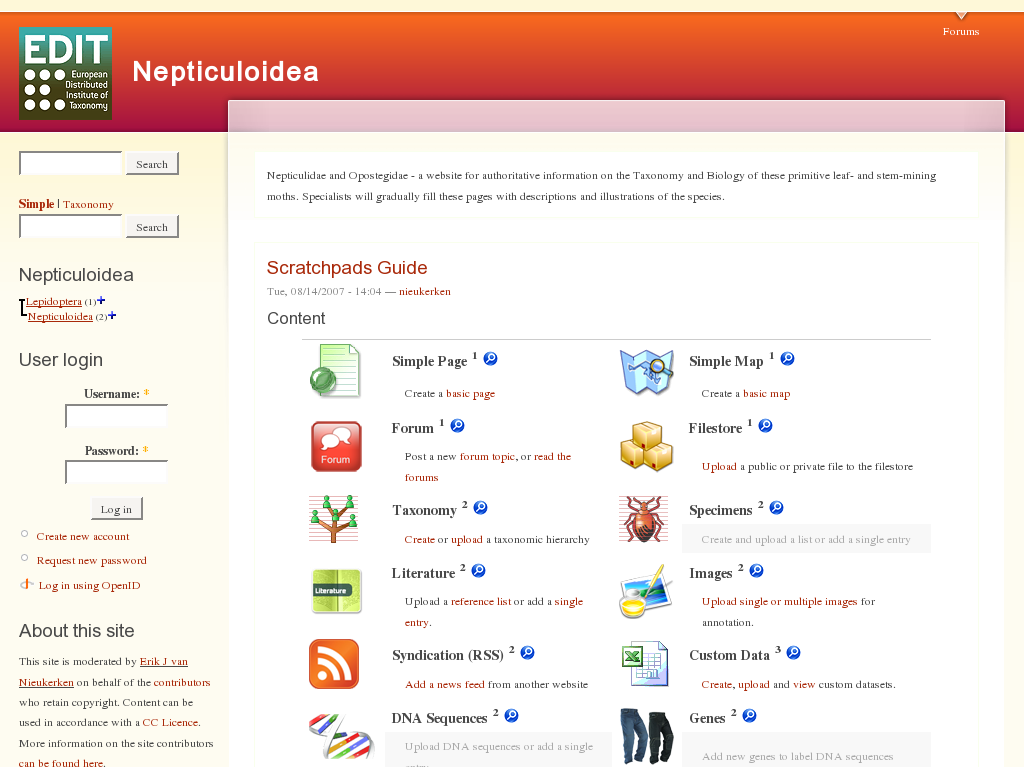 Forums
EDIT
European
Distributed
Institute of
Taxonomy
Nepticuloidea
Search
Simple | Taxonomy
Search
Nepticuloidea
Lepidoptera (1)
Nepticuloidea (2)
User login
Username: *
Password: *
Log in
Create new account
Request new password
Log in using OpenID
About this site
This site is moderated by Erik J van
Nieukerken on behalf of the contributors
who retain copyright. Content can be
used in accordance with a CC Licence.
More information on the site contributors
can be found here.
Nepticulidae and Opostegidae - a website for authoritative information on the Taxonomy and Biology of these primitive leaf- and stem-mining
moths. Specialists will gradually fill these pages with descriptions and illustrations of the species.
Scratchpads Guide
Tue, 08/14/2007 - 14:04 — nieukerken
Content
Simple Page 1
Create a basic page
Simple Map 1
Create a basic map
Forum
Forum 1
Post a new forum topic, or read the
forums
Filestore 1
Upload a public or private file to the filestore
Taxonomy 2
Create or upload a taxonomic hierarchy
Specimens 2
Create and upload a list or add a single entry
Literature
Literature 2
Upload a reference list or add a single
entry.
Images 2
Upload single or multiple images for
annotation.
Syndication (RSS) 2
Add a news feed from another website
Custom Data 3
Create, upload and view custom datasets.
DNA Sequences 2
Upload DNA sequences or add a single
entry
Genes 2
Add new genes to label DNA sequences